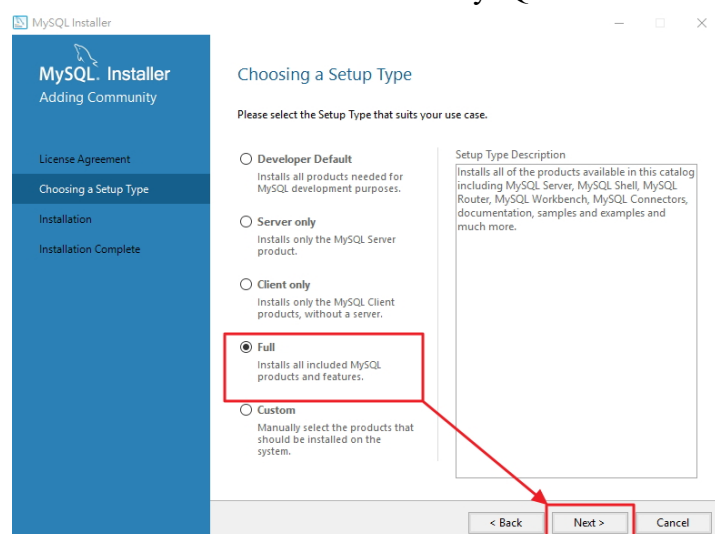 MySQL Installer
MySQL. Installer
Adding Community
License Agreement
Choosing a Setup Type
Installation
Installation Complete
Choosing a Setup Type
Please select the Setup Type that suits your use case.
Developer Default
Installs all products needed for
MySQL development purposes.
Server only
Installs only the MySQL Server
product.
Client only
Installs only the MySQL Client
products, without a server.
Full
Installs all included MySQL
products and features.
Custom
Manually select the products that
should be installed on the
system.
Setup Type Description
Installs all of the products available in this catalog
including MySQL Server, MySQL Shell, MySQL
Router, MySQL Workbench, MySQL Connectors,
documentation, samples and examples and
much more.
< Back
Next >
Cancel